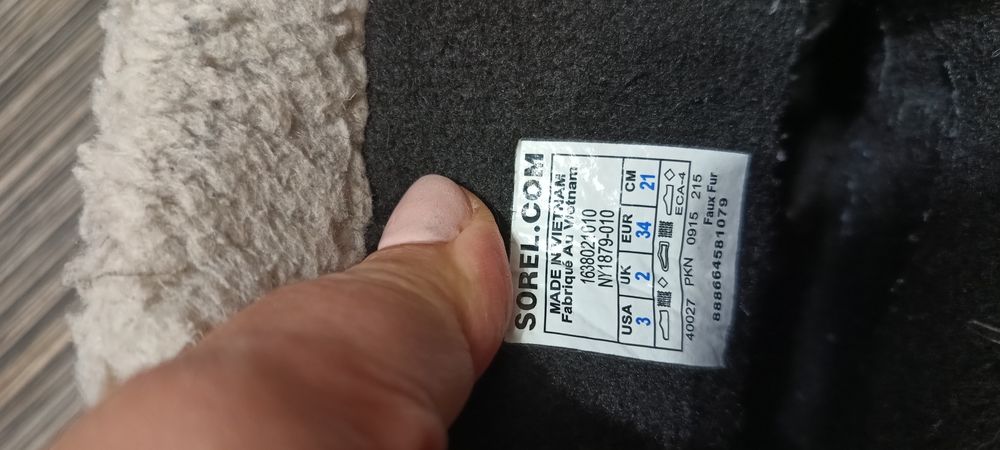 SOREL.COM
MADE IN VIETNAM
Fabriqué Au Vietnam
1638021010
NY1879-010
USA UK EUR CM
3 2 34 21
ECA-4
40027 PKN 0915 215
Faux Fur
888664581079